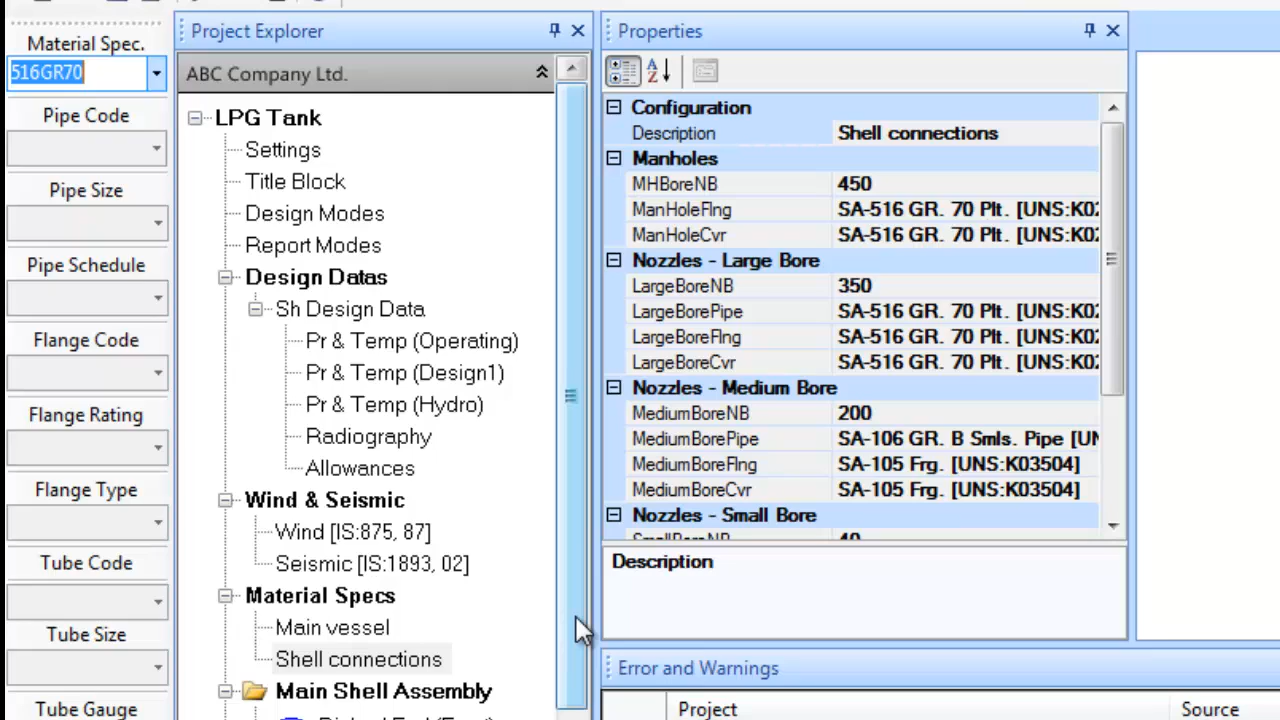 Material Spec.
516GR70
Pipe Code
Pipe Size
Pipe Schedule
Flange Code
Flange Rating
Flange Type
Tube Code
Tube Size
Tube Gauge
Project Explorer
ABC Company Ltd.
LPG Tank
Settings
Title Block
Design Modes
Report Modes
Design Datas
Sh Design Data
Pr & Temp (Operating)
Pr & Temp (Design1)
Pr & Temp (Hydro)
Radiography
Allowances
Wind & Seismic
Wind [IS:875, 87]
Seismic [IS:1893, 02]
Material Specs
Main vessel
Shell connections
Main Shell Assembly
Properties
Configuration
Description Shell connections
Manholes
MHBoreNB 450
ManHoleFlng SA-516 GR. 70 Plt. [UNS:K02
ManHoleCvr SA-516 GR. 70 Plt. [UNS:K02
Nozzles - Large Bore
LargeBoreNB 350
LargeBorePipe SA-516 GR. 70 Plt. [UNS:K02
LargeBoreFlng SA-516 GR. 70 Plt. [UNS:K02
LargeBoreCvr SA-516 GR. 70 Plt. [UNS:K02
Nozzles - Medium Bore
MediumBoreNB 200
MediumBorePipe SA-106 GR. B Smls. Pipe [UN
MediumBoreFlng SA-105 Frg. [UNS:K03504]
MediumBoreCvr SA-105 Frg. [UNS:K03504]
Nozzles - Small Bore
SmallBoreNB 40
Description
Error and Warnings
Project Source